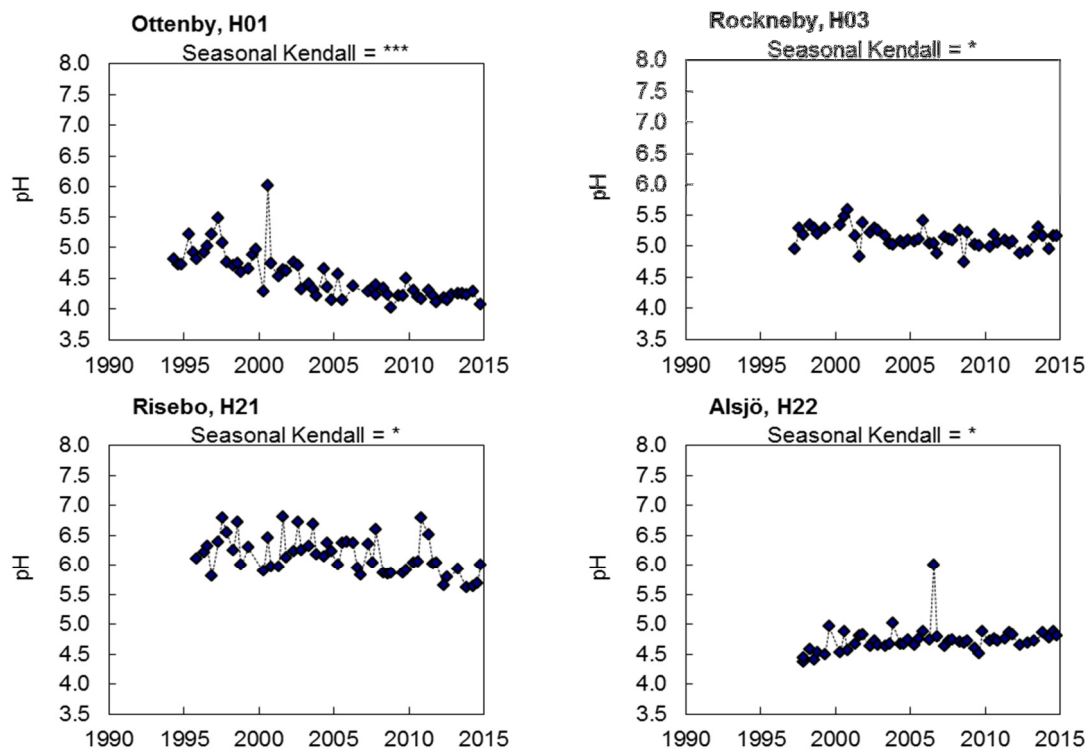 Ottenby, H01
Seasonal Kendall = ***
8.0
7.5
7.0
6.5
6.0
5.5
5.0
4.5
4.0
3.5
pH
1990 1995 2000 2005 2010 2015
Rockneby, H03
Seasonal Kendall = *
8.0
7.5
7.0
6.5
6.0
5.5
5.0
4.5
4.0
3.5
pH
1990 1995 2000 2005 2010 2015
Risebo, H21
Seasonal Kendall = *
8.0
7.5
7.0
6.5
6.0
5.5
5.0
4.5
4.0
3.5
pH
1990 1995 2000 2005 2010 2015
Alsjö, H22
Seasonal Kendall = *
8.0
7.5
7.0
6.5
6.0
5.5
5.0
4.5
4.0
3.5
pH
1990 1995 2000 2005 2010 2015